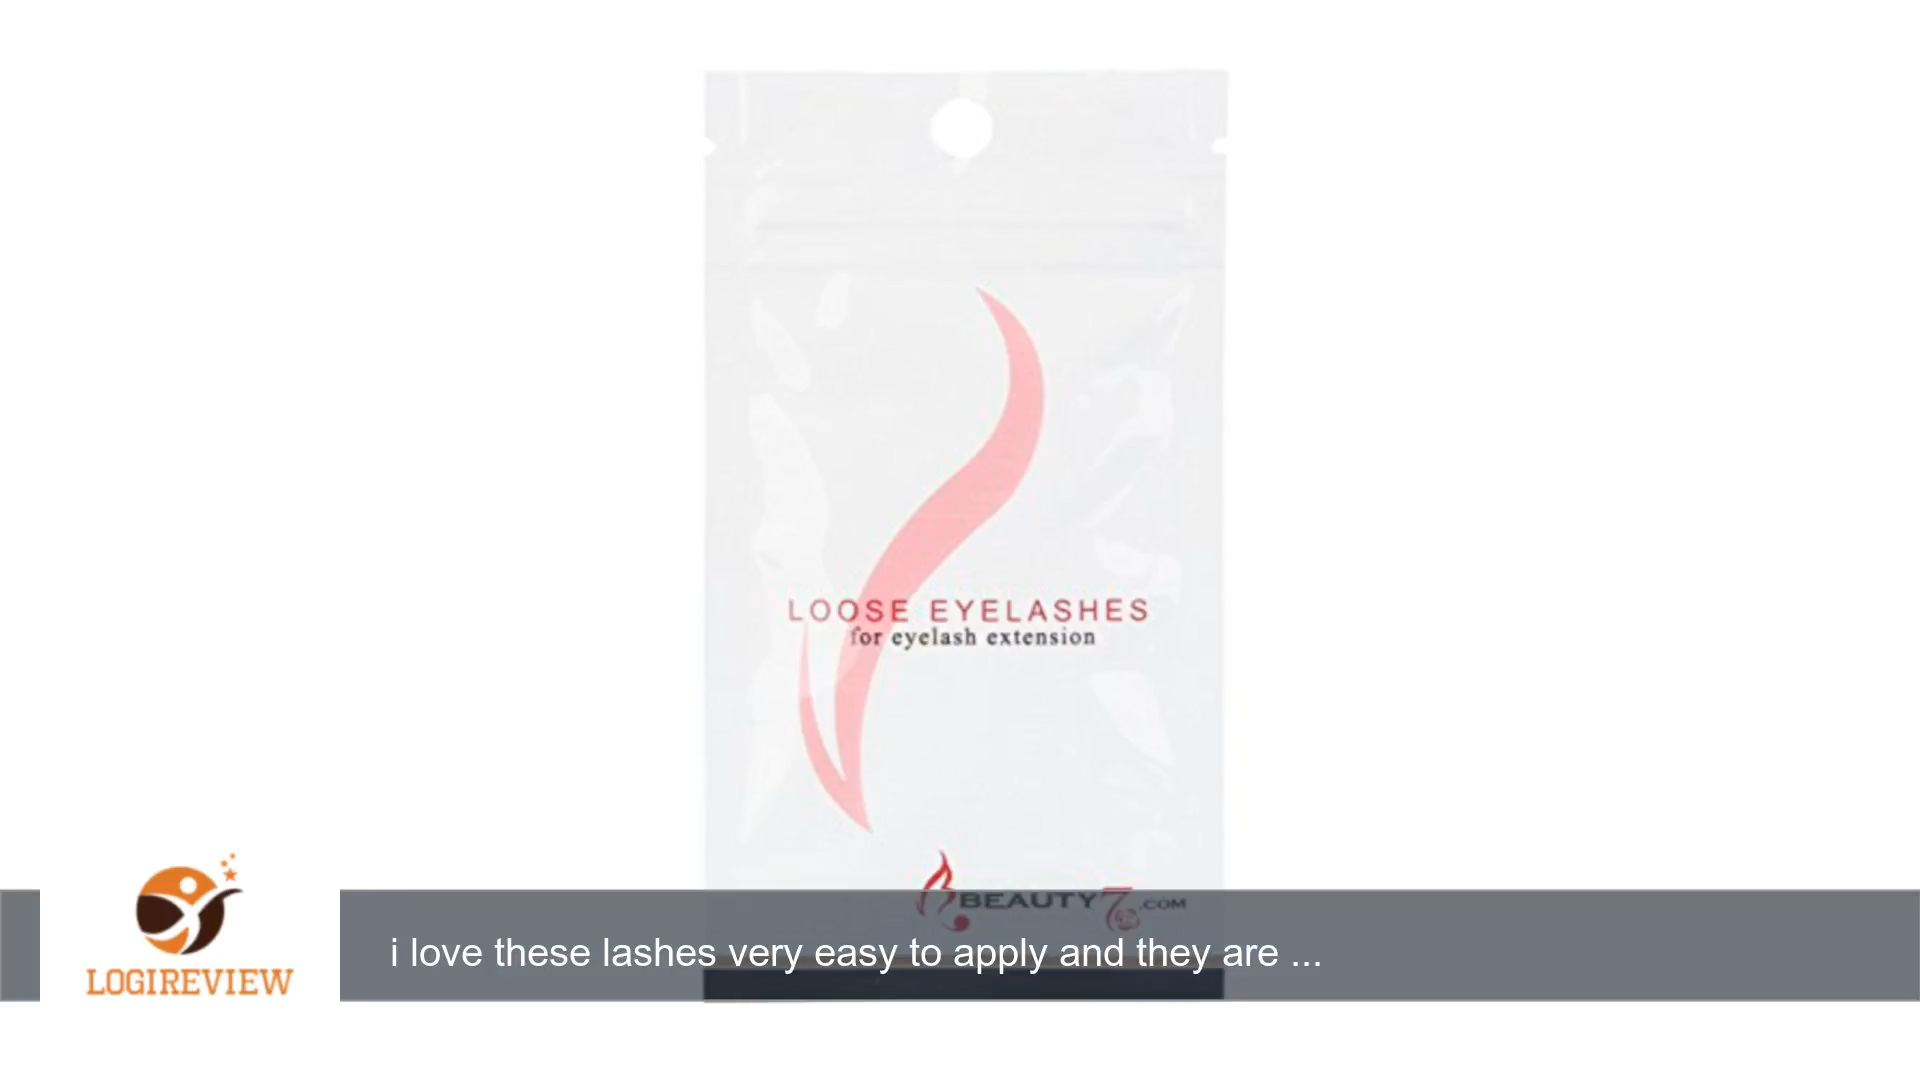 LOOSE EYELASHES
for eyelash extension
BEAUTY7.COM
i love these lashes very easy to apply and they are ...
LOGIREVIEW